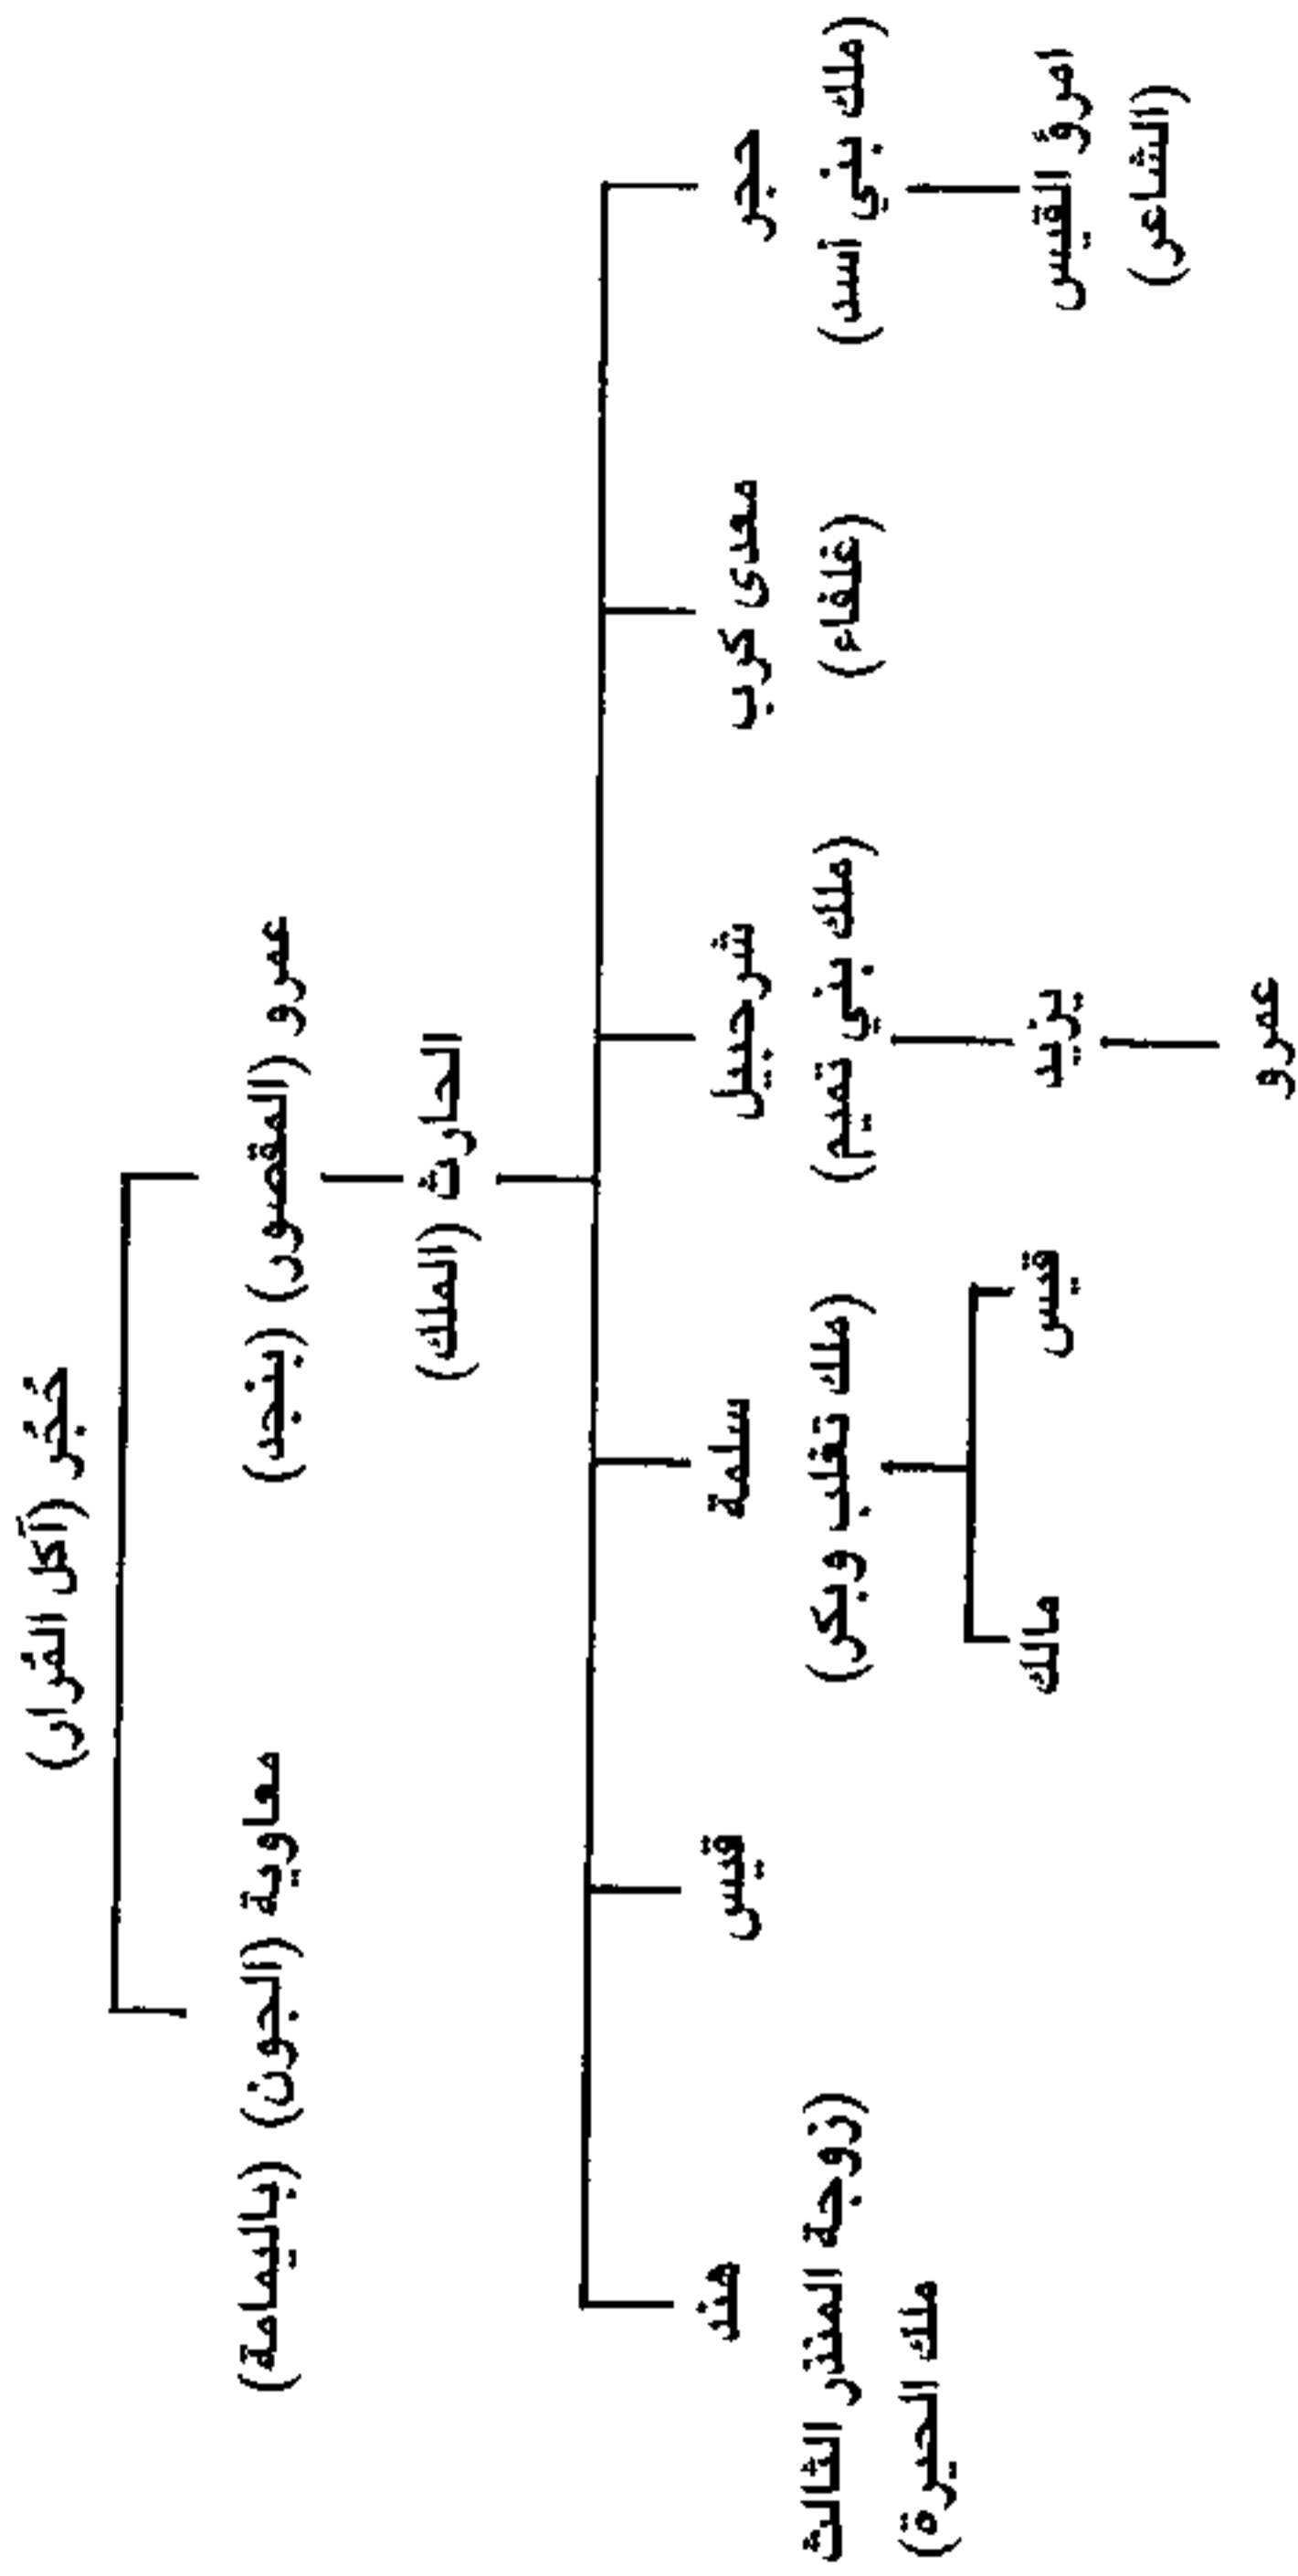 حُجْر (آكل المُرار)
عمرو (المقصور) (بنجد)
معاوية (الجون) (باليمامة)
الحارث (الملك)
حجر
(ملك بني أسد)
امرؤ القيس
(الشاعر)
معدى كرب
(غلفاء)
شرحبيل
(ملك بني تميم)
يزيد
عمرو
سلمة
(ملك تغلب وبكر)
قيس
مالك
قيس
هند
(زوجة المنذر الثالث
ملك الحيرة)